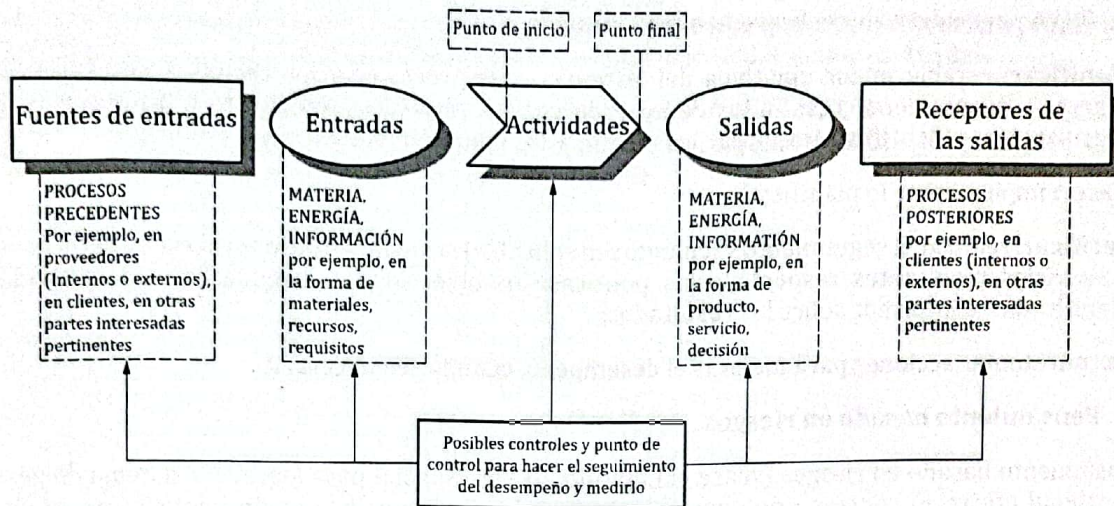 Punto de inicio
Punto final
Fuentes de entradas
Entradas
Actividades
Salidas
Receptores de
las salidas
PROCESOS
PRECEDENTES
Por ejemplo, en
proveedores
(Internos o externos),
en clientes, en otras
partes interesadas
pertinentes
MATERIA,
ENERGÍA,
INFORMACIÓN
por ejemplo, en
la forma de
materiales,
recursos,
requisitos
MATERIA,
ENERGÍA,
INFORMATIÓN
por ejemplo en
la forma de
producto,
servicio,
decisión
PROCESOS
POSTERIORES
por ejemplo, en
clientes (internos o
externos), en otras
partes interesadas
pertinentes
Posibles controles y punto de
control para hacer el seguimiento
del desempeño y medirlo